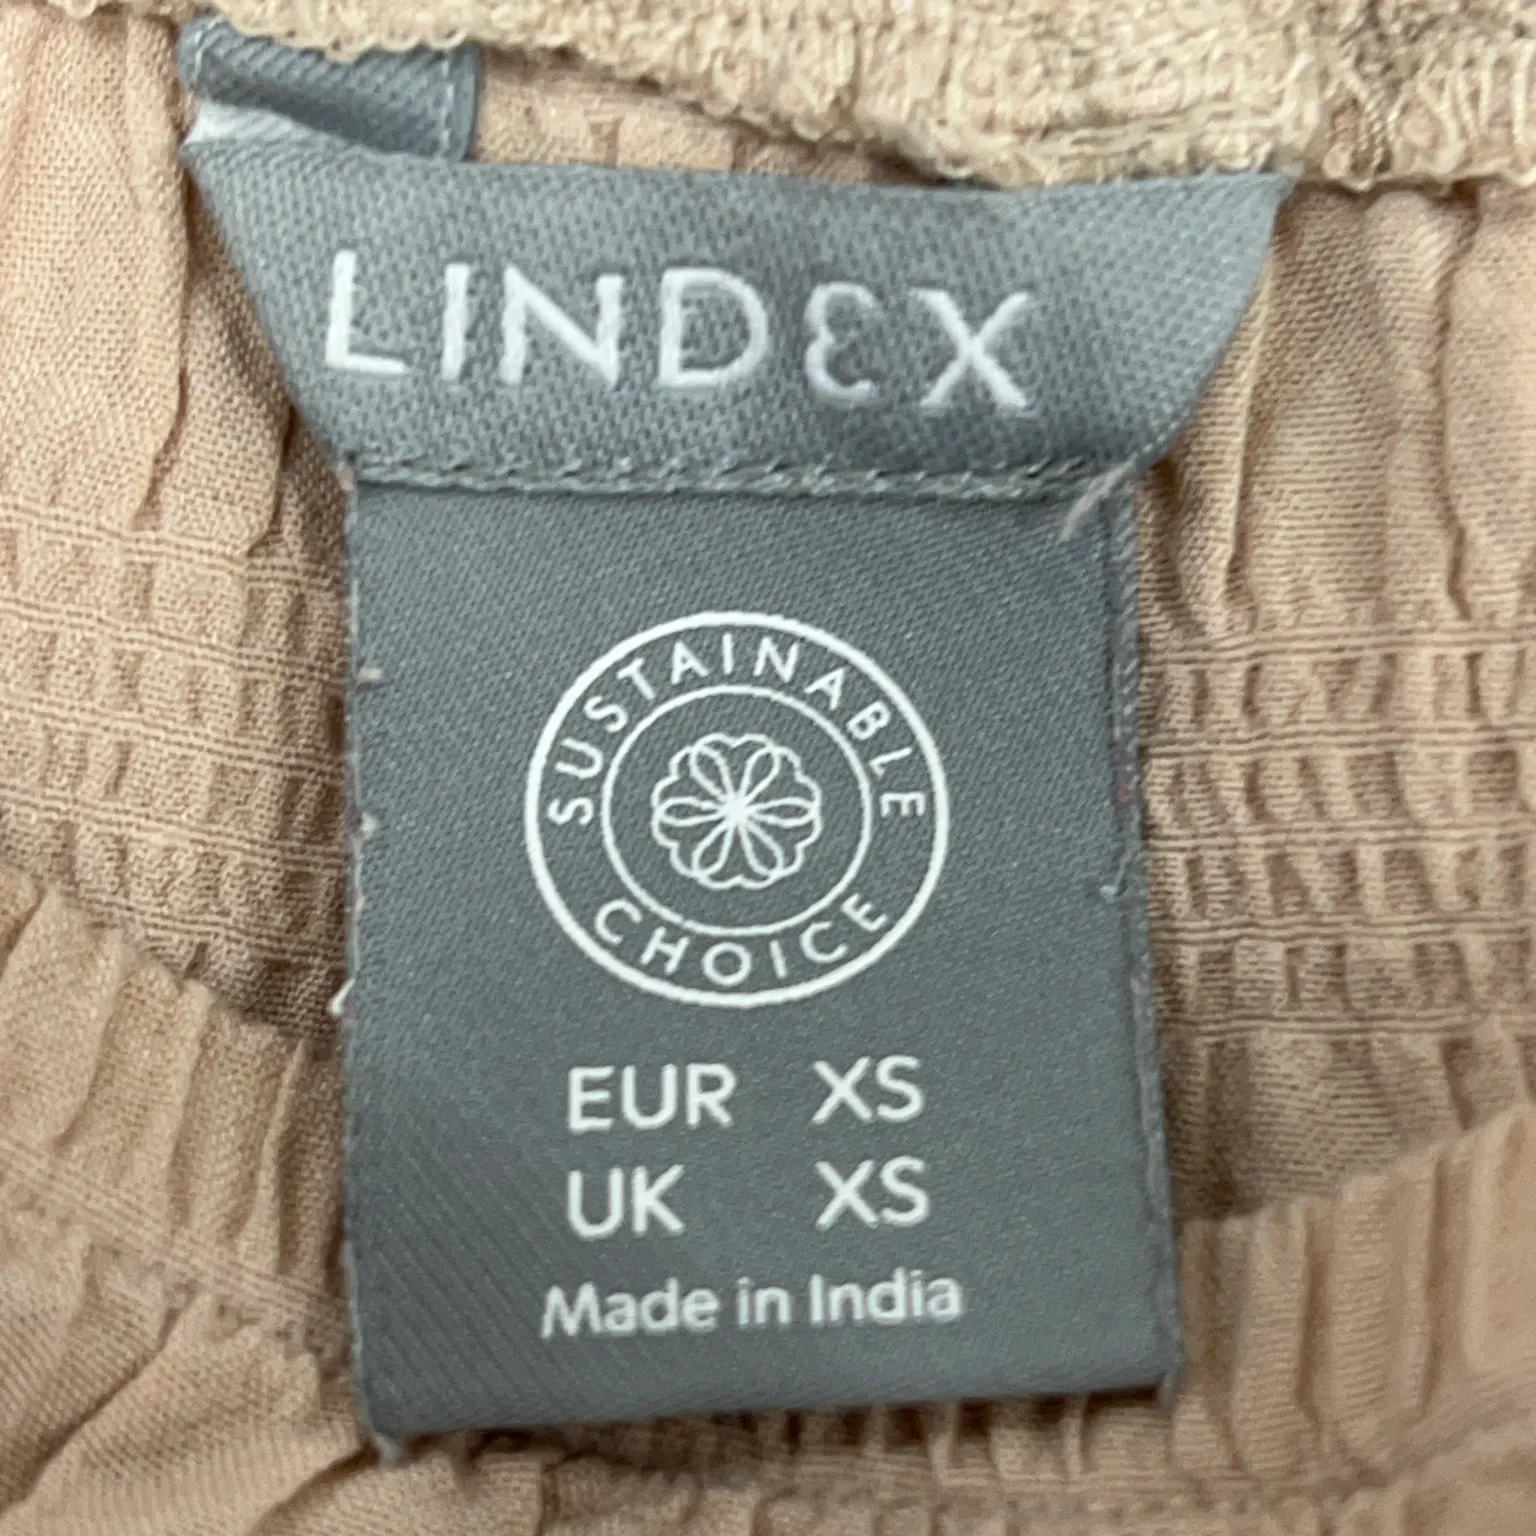 LINDEX
SUSTAINABLE
CHOICE
EUR XS
UK XS
Made in India